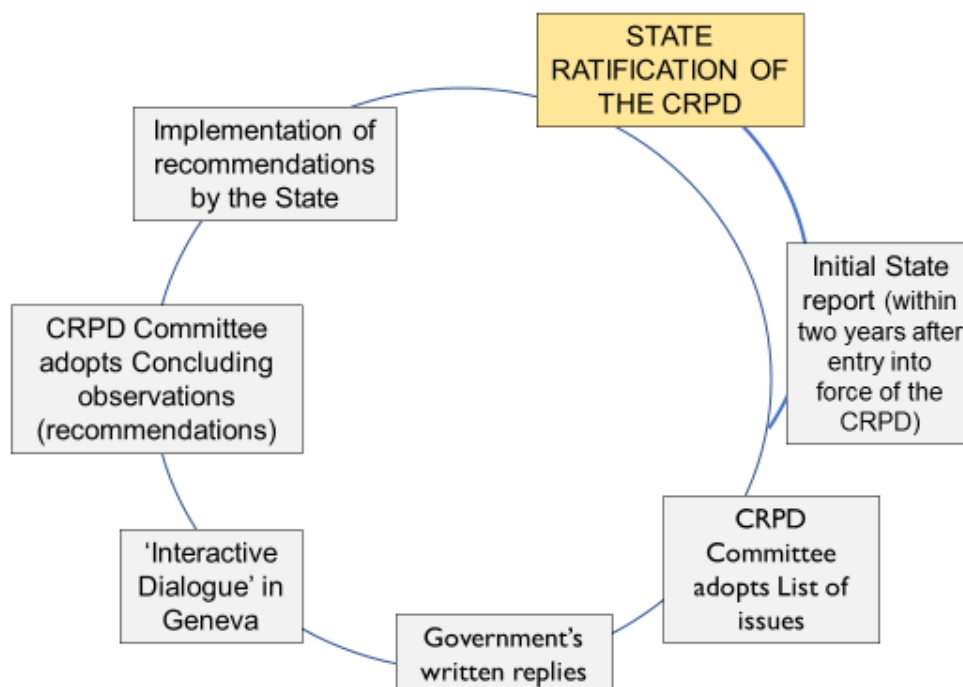 STATE
RATIFICATION OF
THE CRPD
Initial State
report (within
two years after
entry into
force of the
CRPD)
CRPD
Committee
adopts List of
issues
Government’s
written replies
‘Interactive
Dialogue’ in
Geneva
CRPD Committee
adopts Concluding
observations
(recommendations)
Implementation of
recommendations
by the State